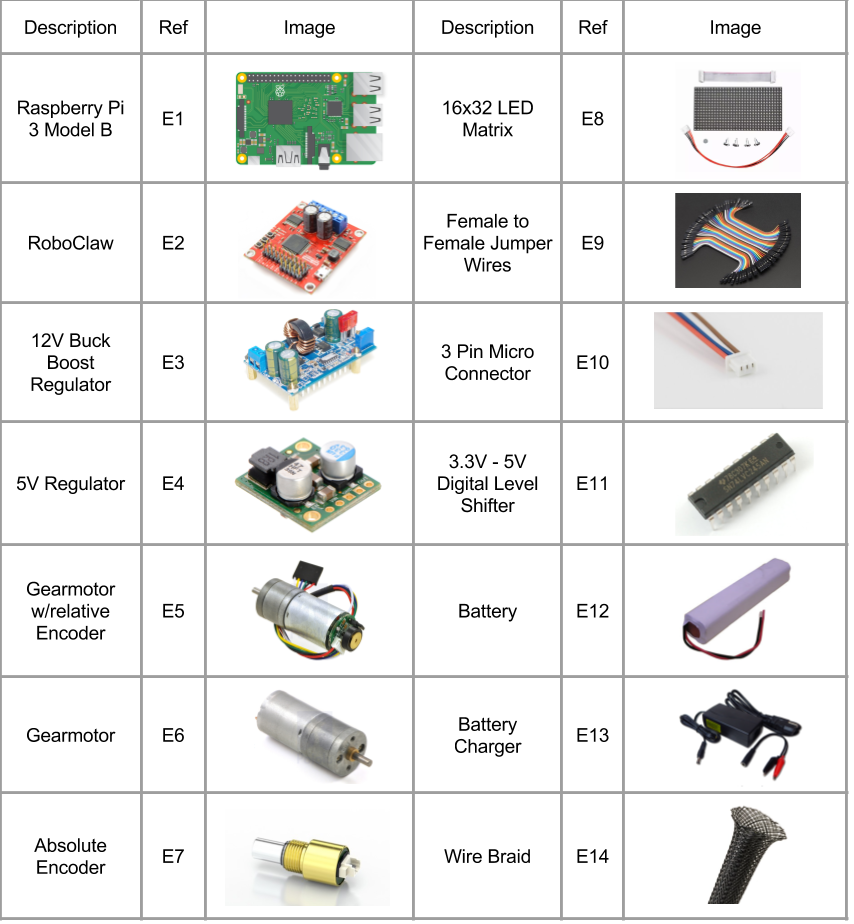 Description Ref Image Description Ref Image
Raspberry Pi
3 Model B
E1
16x32 LED
Matrix
E8
RoboClaw
E2
Female to
Female Jumper
Wires
E9
12V Buck
Boost
Regulator
E3
3 Pin Micro
Connector
E10
5V Regulator
E4
3.3V - 5V
Digital Level
Shifter
E11
Gearmotor
w/relative
Encoder
E5
Battery
E12
Gearmotor
E6
Battery
Charger
E13
Absolute
Encoder
E7
Wire Braid
E14